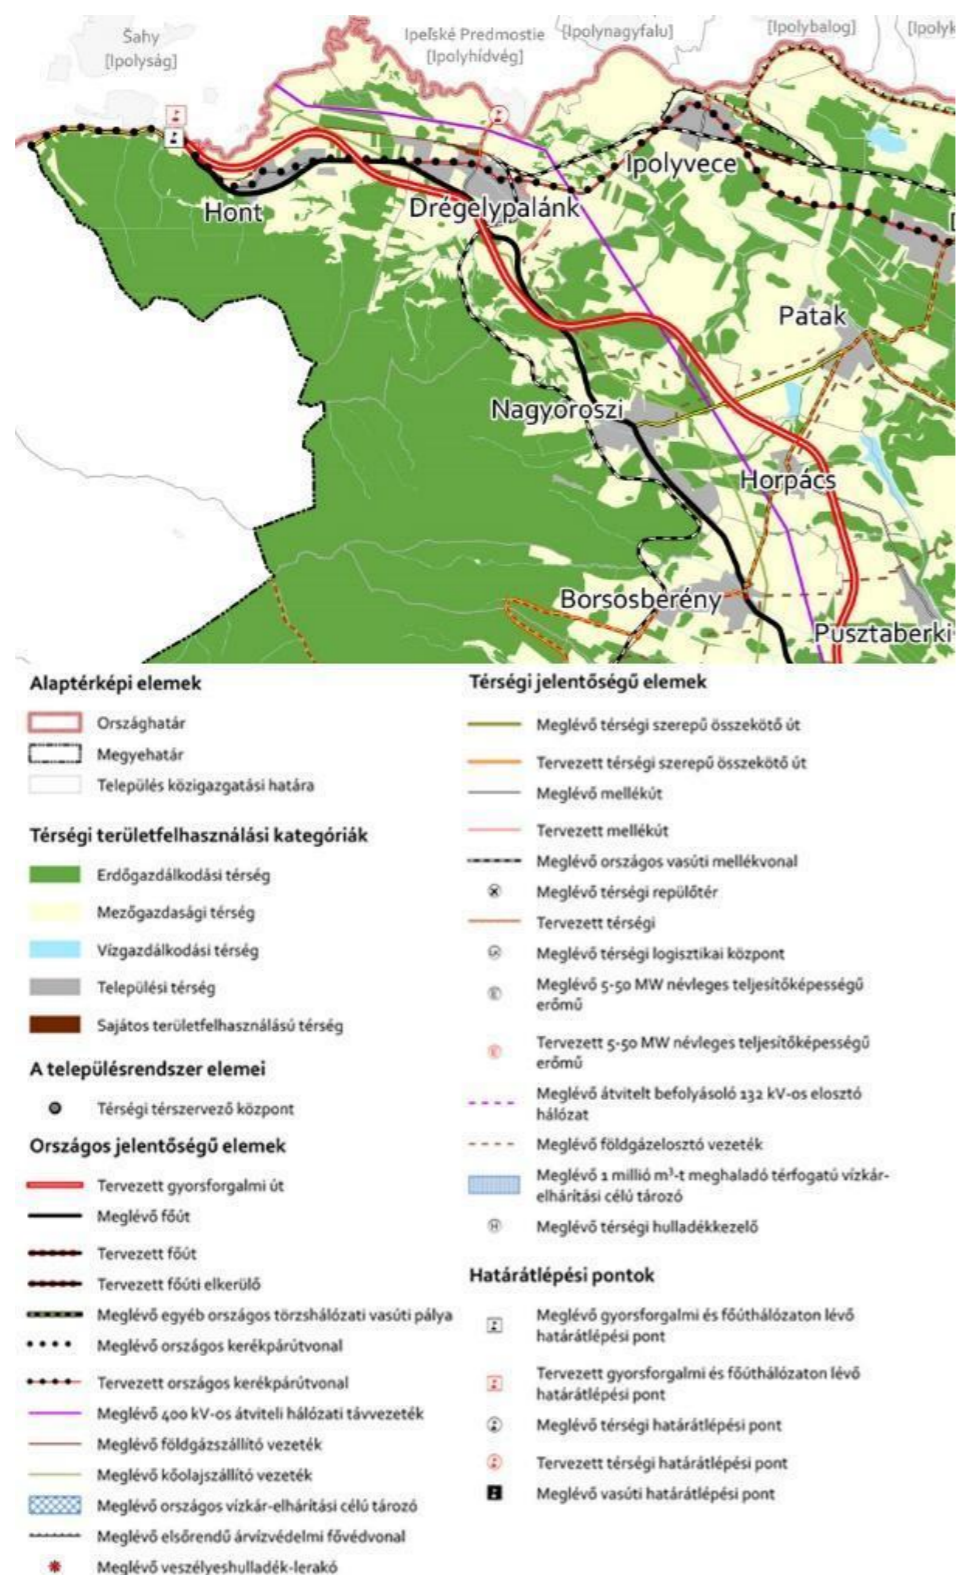 Šahy
[Ipolyság]
Ipeľské Predmostie
[Ipolyhídvég]
[Ipolynagyfalu]
[Ipolybalog]
[Ipolyk
Ipolyvece
Hont
Drégelypalánk
Patak
Nagyoroszi
Horpács
Borsosberény
Pusztaberki
Alaptérképi elemek
Országhatár
Megyehatár
Település közigazgatási határa
Térségi területfelhasználási kategóriák
Erdőgazdálkodási térség
Mezőgazdasági térség
Vízgazdálkodási térség
Települési térség
Sajátos területfelhasználású térség
A településrendszer elemei
Térségi térszervező központ
Országos jelentőségű elemek
Tervezett gyorsforgalmi út
Meglévő főút
Tervezett főút
Tervezett főúti elkerülő
Meglévő egyéb országos törzshálózati vasúti pálya
Meglévő országos kerékpárútvonal
Tervezett országos kerékpárútvonal
Meglévő 400 kV-os átviteli hálózati távvezeték
Meglévő földgázszállító vezeték
Meglévő kőolajszállító vezeték
Meglévő országos vízkár-elhárítási célú tározó
Meglévő elsőrendű árvízvédelmi fővédvonal
Meglévő veszélyeshulladék-lerakó
Térségi jelentőségű elemek
Meglévő térségi szerepű összekötő út
Tervezett térségi szerepű összekötő út
Meglévő mellékút
Tervezett mellékút
Meglévő országos vasúti mellékvonal
Meglévő térségi repülőtér
Tervezett térségi
Meglévő térségi logisztikai központ
Meglévő 5-50 MW névleges teljesítőképességű
erőmű
Tervezett 5-50 MW névleges teljesítőképességű
erőmű
Meglévő átvitelt befolyásoló 132 kV-os elosztó
hálózat
Meglévő földgázelosztó vezeték
Meglévő 1 millió m³-t meghaladó térfogatú vízkár-
elhárítási célú tározó
Meglévő térségi hulladékkezelő
Határátlépési pontok
Meglévő gyorsforgalmi és főúthálózaton lévő
határátlépési pont
Tervezett gyorsforgalmi és főúthálózaton lévő
határátlépési pont
Meglévő térségi határátlépési pont
Tervezett térségi határátlépési pont
Meglévő vasúti határátlépési pont